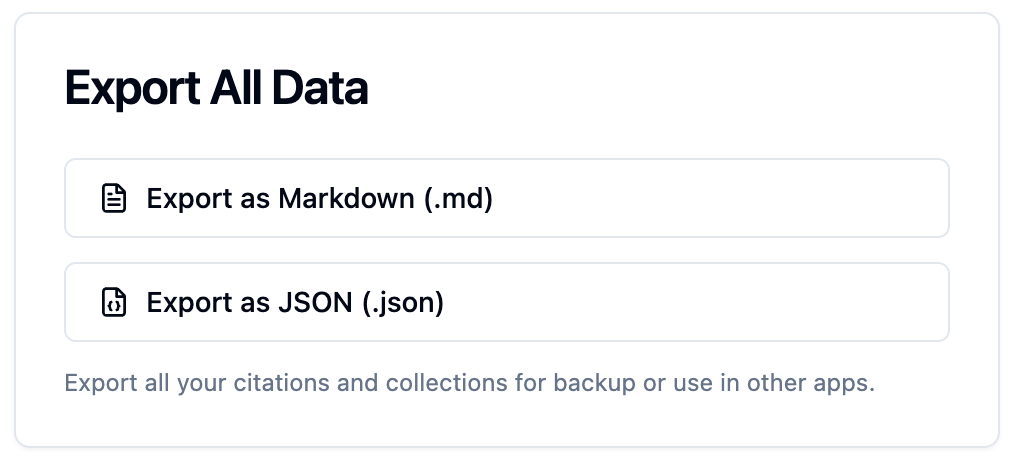 Export All Data
Export as Markdown (.md)
Export as JSON (.json)
Export all your citations and collections for backup or use in other apps.